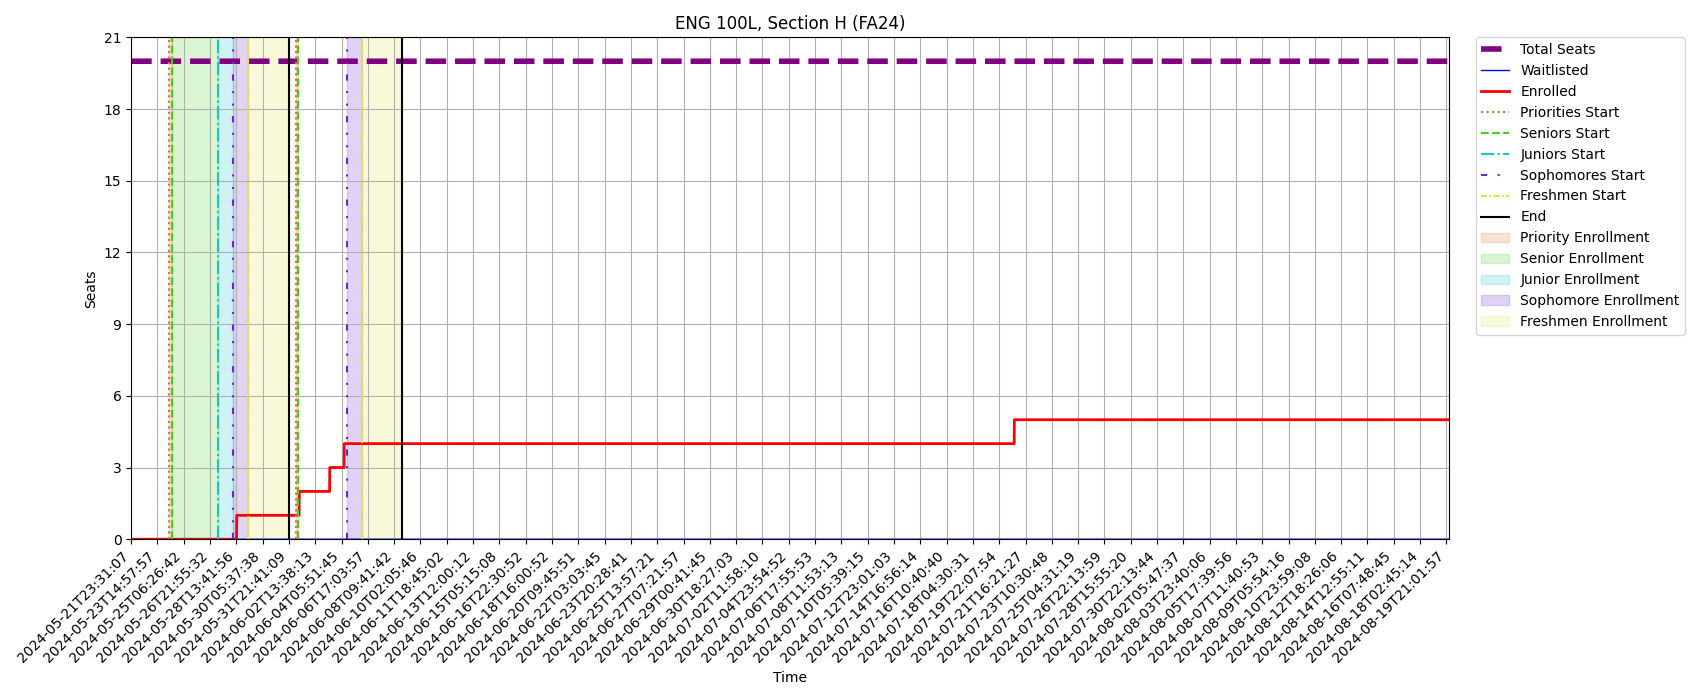 ENG 100L, Section H (FA24)
21
18
15
12
9
6
3
0
Seats
2024-05-21T23:31:07
2024-05-23T14:57:57
2024-05-25T06:26:42
2024-05-26T21:55:32
2024-05-28T13:41:56
2024-05-30T05:37:38
2024-05-31T21:41:09
2024-06-02T13:38:13
2024-06-04T05:51:45
2024-06-06T17:03:57
2024-06-08T09:41:42
2024-06-10T02:05:46
2024-06-11T18:45:02
2024-06-13T12:00:12
2024-06-15T05:15:08
2024-06-16T22:30:52
2024-06-18T16:00:52
2024-06-20T09:45:51
2024-06-22T03:03:45
2024-06-23T20:28:41
2024-06-25T13:57:21
2024-06-27T07:21:57
2024-06-29T00:41:45
2024-06-30T18:27:03
2024-07-02T11:58:10
2024-07-04T23:54:52
2024-07-06T17:55:53
2024-07-08T11:53:13
2024-07-10T05:39:15
2024-07-12T23:01:03
2024-07-14T16:56:14
2024-07-16T10:40:40
2024-07-18T04:30:31
2024-07-19T22:07:54
2024-07-21T16:21:27
2024-07-23T10:30:48
2024-07-25T04:31:19
2024-07-26T22:13:59
2024-07-28T15:55:20
2024-07-30T22:13:44
2024-08-02T05:47:37
2024-08-03T23:40:06
2024-08-05T17:39:56
2024-08-07T11:40:53
2024-08-09T05:54:16
2024-08-10T23:59:08
2024-08-12T18:26:06
2024-08-14T12:55:11
2024-08-16T07:48:45
2024-08-18T02:45:14
2024-08-19T21:01:57
Time
Total Seats
Waitlisted
Enrolled
Priorities Start
Seniors Start
Juniors Start
Sophomores Start
Freshmen Start
End
Priority Enrollment
Senior Enrollment
Junior Enrollment
Sophomore Enrollment
Freshmen Enrollment